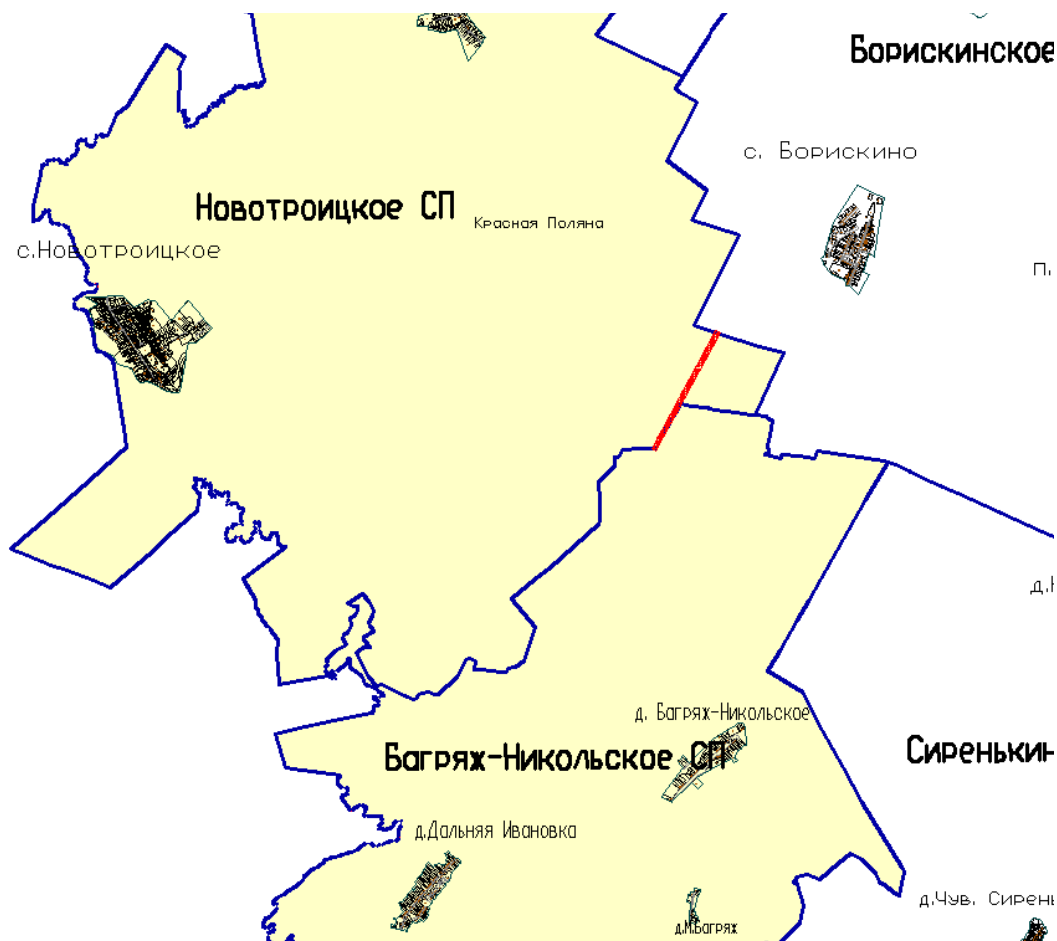 Борискинское
с. Борискино
Новотроицкое СП
Красная Поляна
с.Новотроицкое
п.
д.
д. Багряж-Никольское
Багряж-Никольское СП
Сиренькин
д.Дальняя Ивановка
д.Чув. Сирень
д.М.Багряж